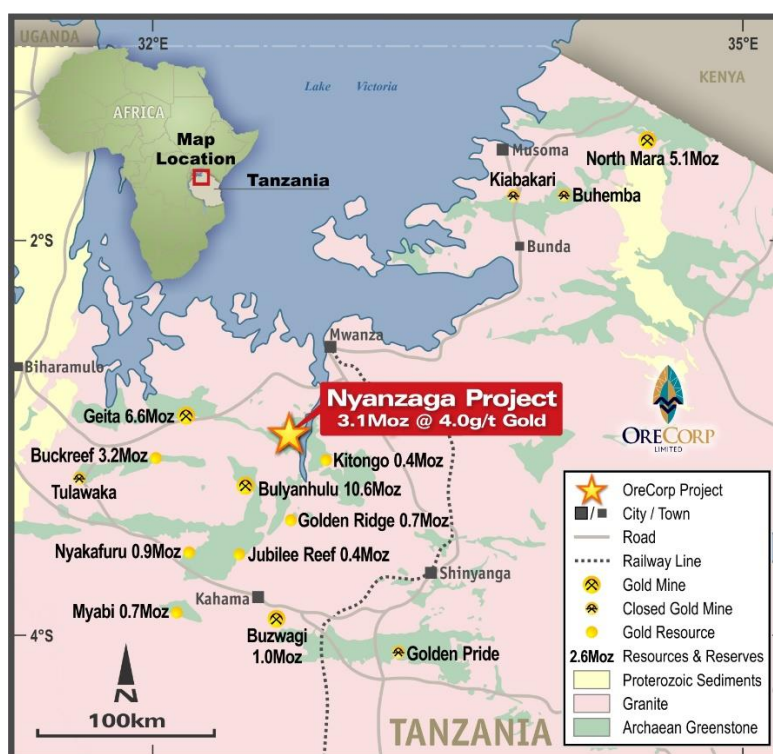 UGANDA
32°E
35°E
KENYA
Lake Victoria
AFRICA
Map
Location
Tanzania
Musoma
North Mara 5.1Moz
Kiabakari
Buhemba
2°S
Bunda
Mwanza
Biharamulo
Nyanzaga Project
3.1Moz @ 4.0g/t Gold
Geita 6.6Moz
ORECORP
LIMITED
Buckreef 3.2Moz
Kitongo 0.4Moz
Tulawaka
Bulyanhulu 10.6Moz
Golden Ridge 0.7Moz
Nyakafuru 0.9Moz
Jubilee Reef 0.4Moz
Shinyanga
Kahama
Myabi 0.7Moz
Buzwagi
1.0Moz
Golden Pride
4°S
N
100km
TANZANIA
OreCorp Project
/ City / Town
Road
Railway Line
Gold Mine
Closed Gold Mine
Gold Resource
2.6Moz Resources & Reserves
Proterozoic Sediments
Granite
Archaean Greenstone